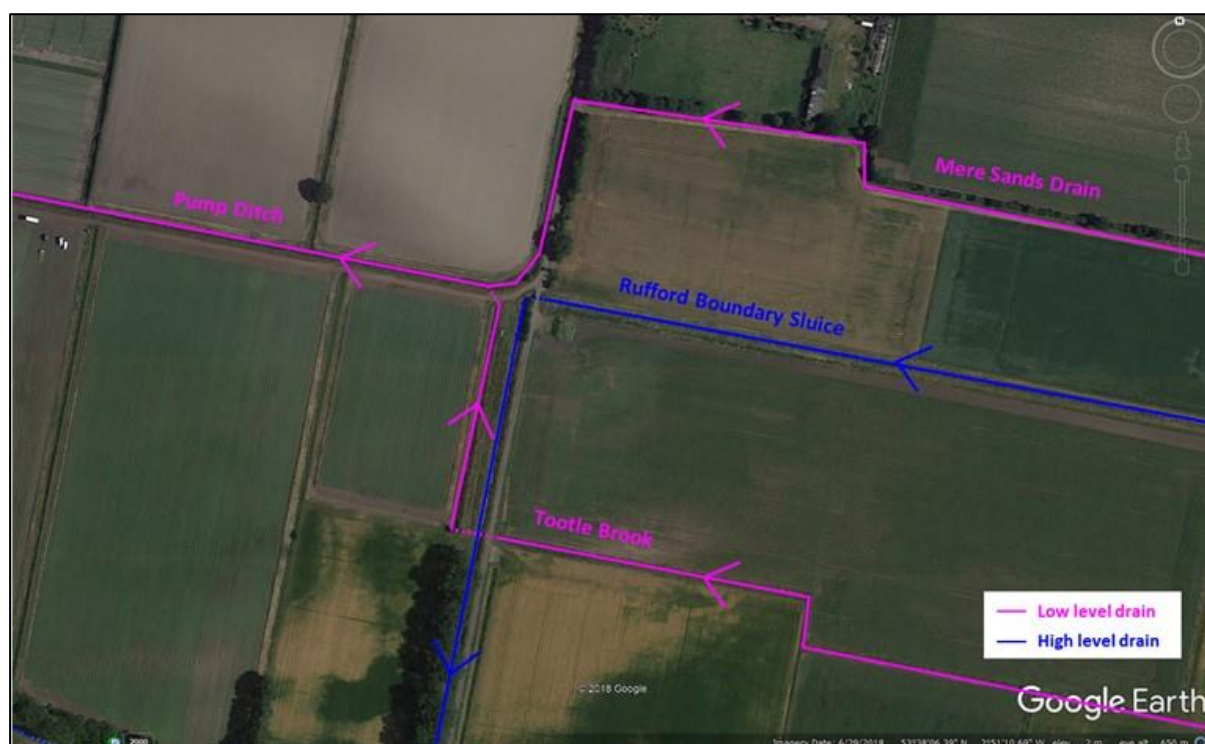 N
Mere Sands Drain
Pump Ditch
Rufford Boundary Sluice
Tootle Brook
Low level drain
High level drain
© 2018 Google
Google Earth
2000